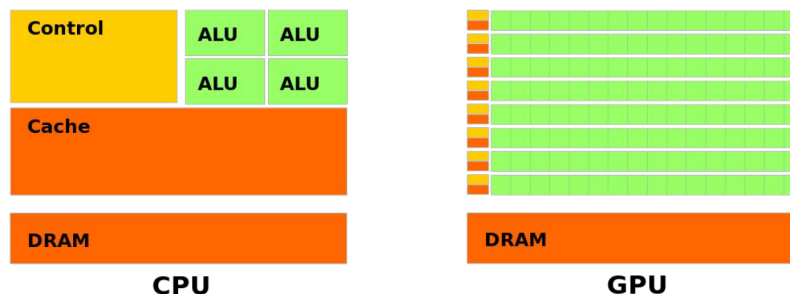 Control
ALU ALU
ALU ALU
Cache
DRAM
CPU
DRAM
GPU